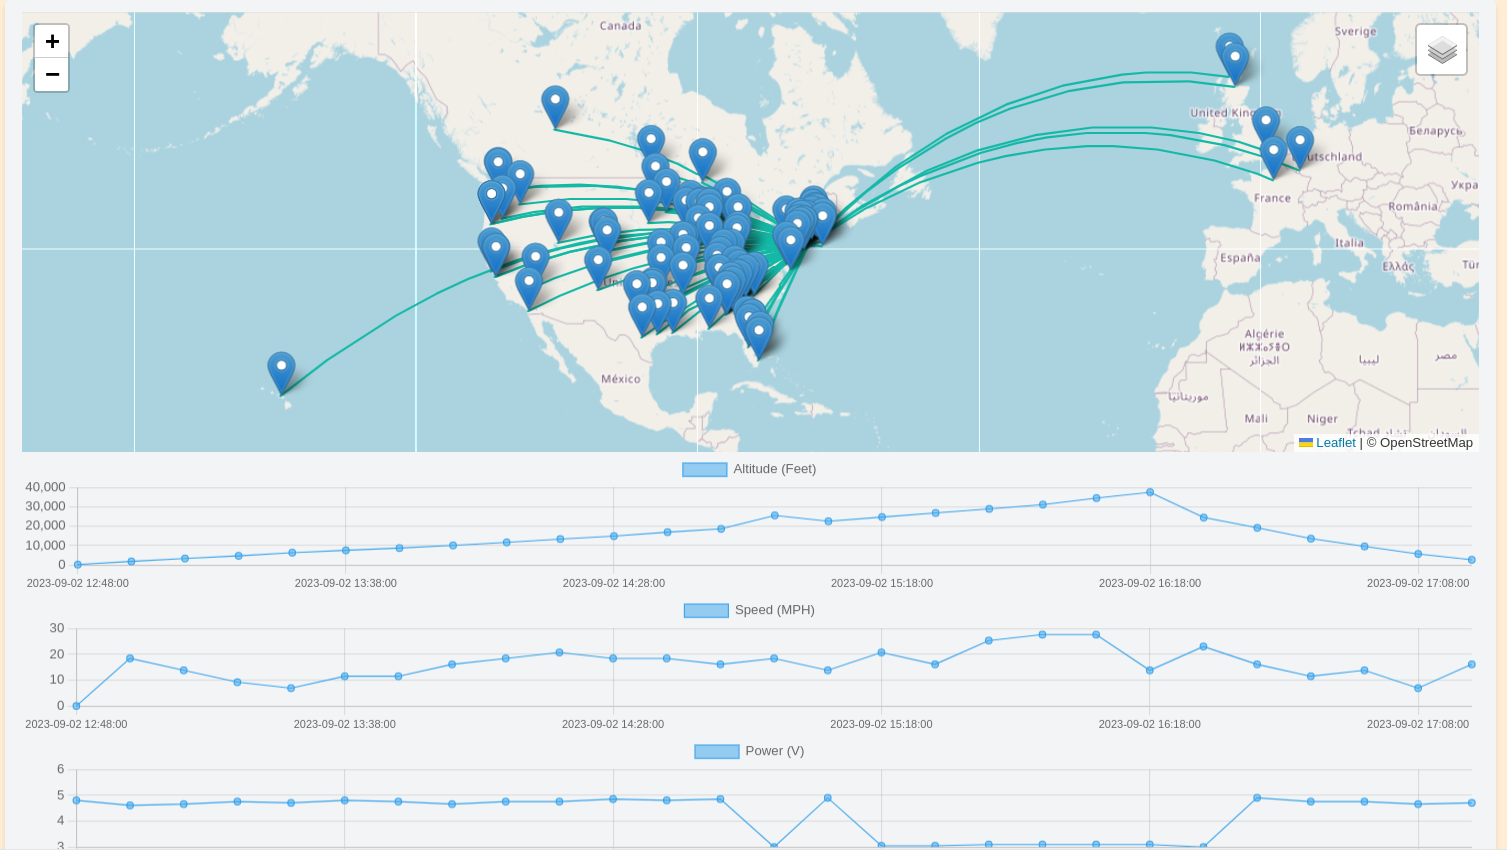 +
−
Canada
Sverige
United King
Беларусь
utschland
Укра
France
România
Italia
España
Ελλάς
Tür
Uni
Algérie
ⵍⵣⵣⴰⵢⴻⵔ
الجزائر
ليبيا
مصر
México
موريتانيا
Mali
Niger
Leaflet | © OpenStreetMap
Altitude (Feet)
40,000
30,000
20,000
10,000
0
2023-09-02 12:48:00 2023-09-02 13:38:00 2023-09-02 14:28:00 2023-09-02 15:18:00 2023-09-02 16:18:00 2023-09-02 17:08:00
Speed (MPH)
30
20
10
0
2023-09-02 12:48:00 2023-09-02 13:38:00 2023-09-02 14:28:00 2023-09-02 15:18:00 2023-09-02 16:18:00 2023-09-02 17:08:00
Power (V)
6
5
4
3